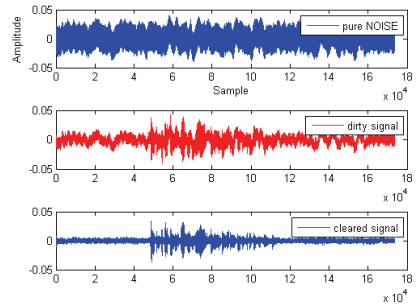 0.05
0
-0.05
Amplitude
pure NOISE
0 2 4 6 8 10 12 14 16 18
Sample
x 10^4
0.05
0
-0.05
dirty signal
0 2 4 6 8 10 12 14 16 18
x 10^4
0.05
0
-0.05
cleared signal
0 2 4 6 8 10 12 14 16 18
x 10^4